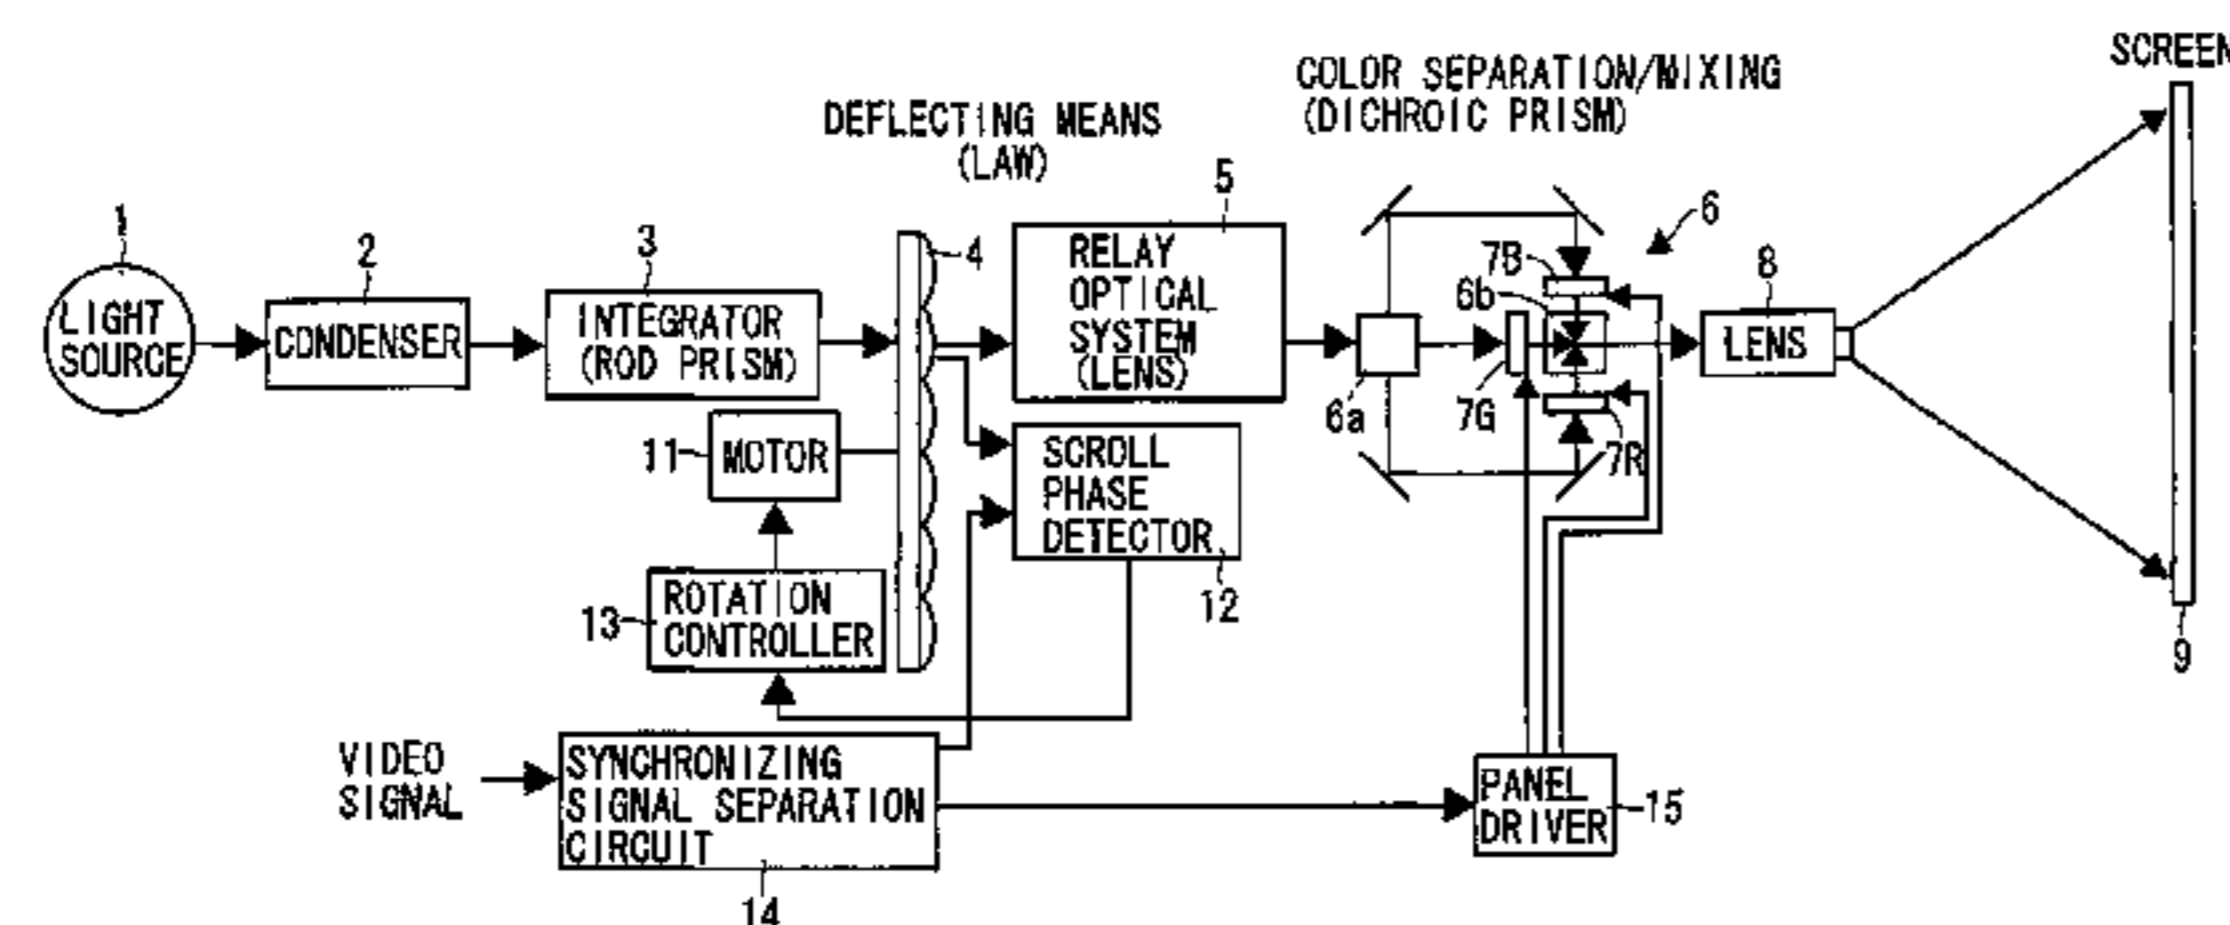 SCREEN
COLOR SEPARATION/MIXING
(DICHROIC PRISM)
DEFLECTING MEANS
(LAW)
1
LIGHT
SOURCE
2
CONDENSER
3
INTEGRATOR
(ROD PRISM)
4
5
RELAY
OPTICAL
SYSTEM
(LENS)
6
7B
6b
6a
7G
7R
8
LENS
9
11
MOTOR
SCROLL
PHASE
DETECTOR
12
13
ROTATION
CONTROLLER
VIDEO
SIGNAL
SYNCHRONIZING
SIGNAL SEPARATION
CIRCUIT
14
PANEL
DRIVER
15